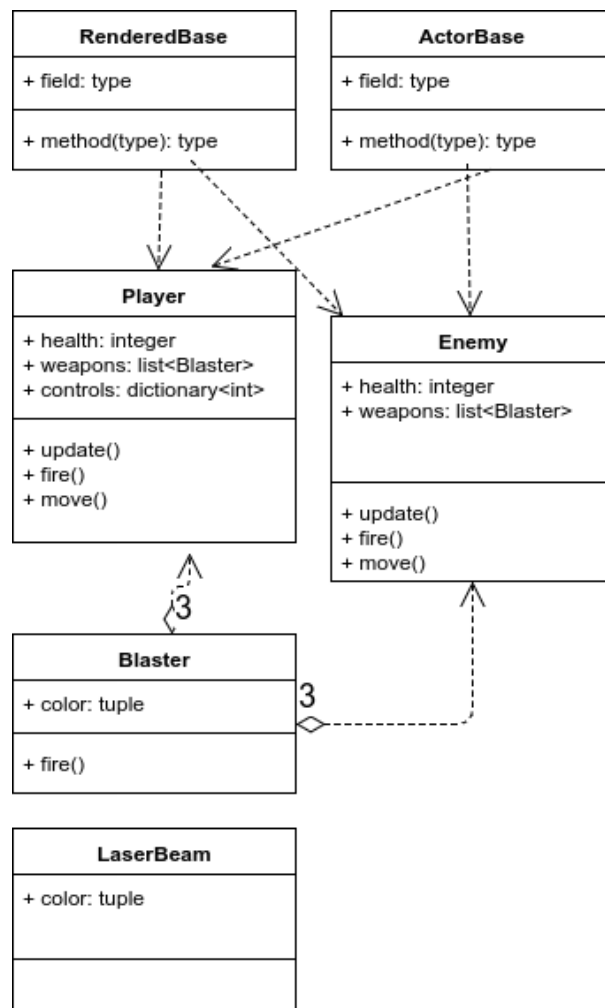 RenderedBase
+ field: type
+ method(type): type
ActorBase
+ field: type
+ method(type): type
Player
+ health: integer
+ weapons: list<Blaster>
+ controls: dictionary<int>
+ update()
+ fire()
+ move()
Enemy
+ health: integer
+ weapons: list<Blaster>
+ update()
+ fire()
+ move()
3
Blaster
+ color: tuple
+ fire()
3
LaserBeam
+ color: tuple